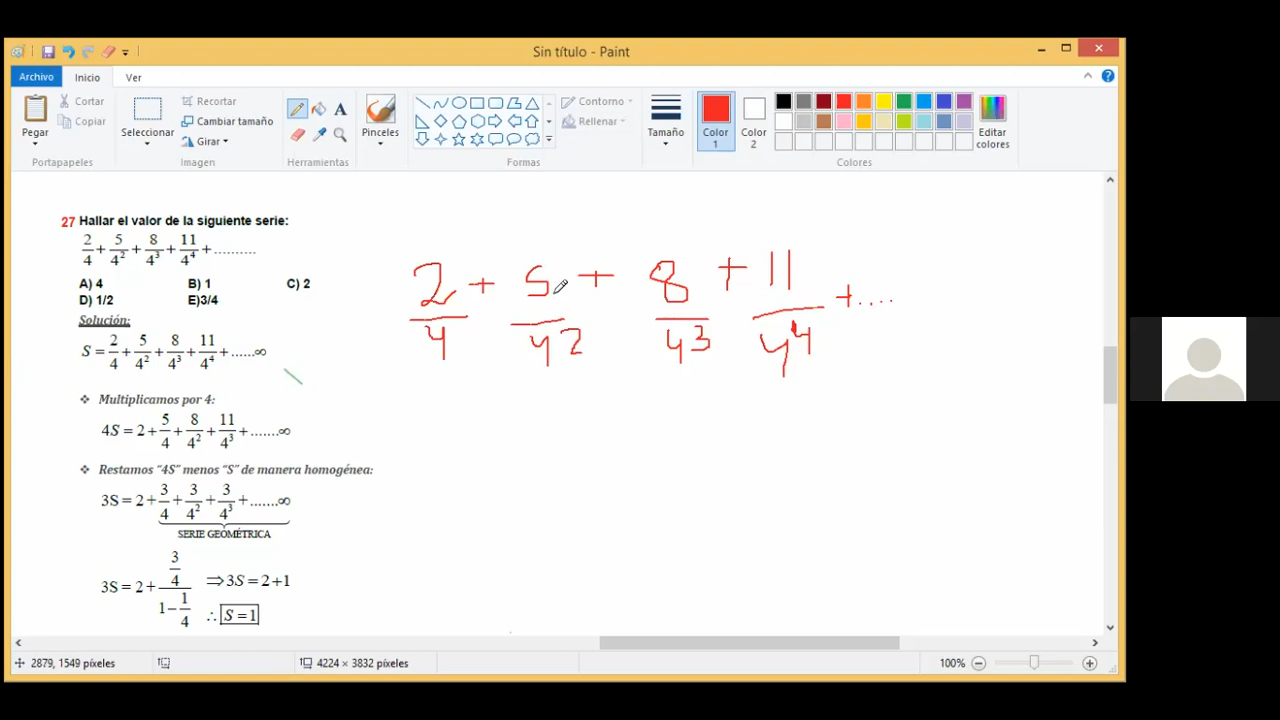 Sin título - Paint
Archivo Inicio Ver
Pegar
Cortar
Copiar
Portapapeles
Seleccionar
Recortar
Cambiar tamaño
Girar
Imagen
A
Herramientas
Pinceles
Contorno
Rellenar
Formas
Tamaño
Color 1
Color 2
Editar colores
Colores
27 Hallar el valor de la siguiente serie:
2/4 + 5/4² + 8/4³ + 11/4⁴ + ..........
A) 4 B) 1 C) 2
D) 1/2 E)3/4
Solución:
S = 2/4 + 5/4² + 8/4³ + 11/4⁴ + ......∞
❖ Multiplicamos por 4:
4S = 2 + 5/4 + 8/4² + 11/4³ + .......∞
❖ Restamos “4S” menos “S” de manera homogénea:
3S = 2 + 3/4 + 3/4² + 3/4³ + .......∞
SERIE GEOMÉTRICA
3S = 2 + (3/4)/(1 − 1/4) ⇒ 3S = 2 + 1
∴ S = 1
2/4 + 5/4² + 8/4³ + 11/4⁴ + ....
2879, 1549 píxeles 4224 × 3832 píxeles 100%